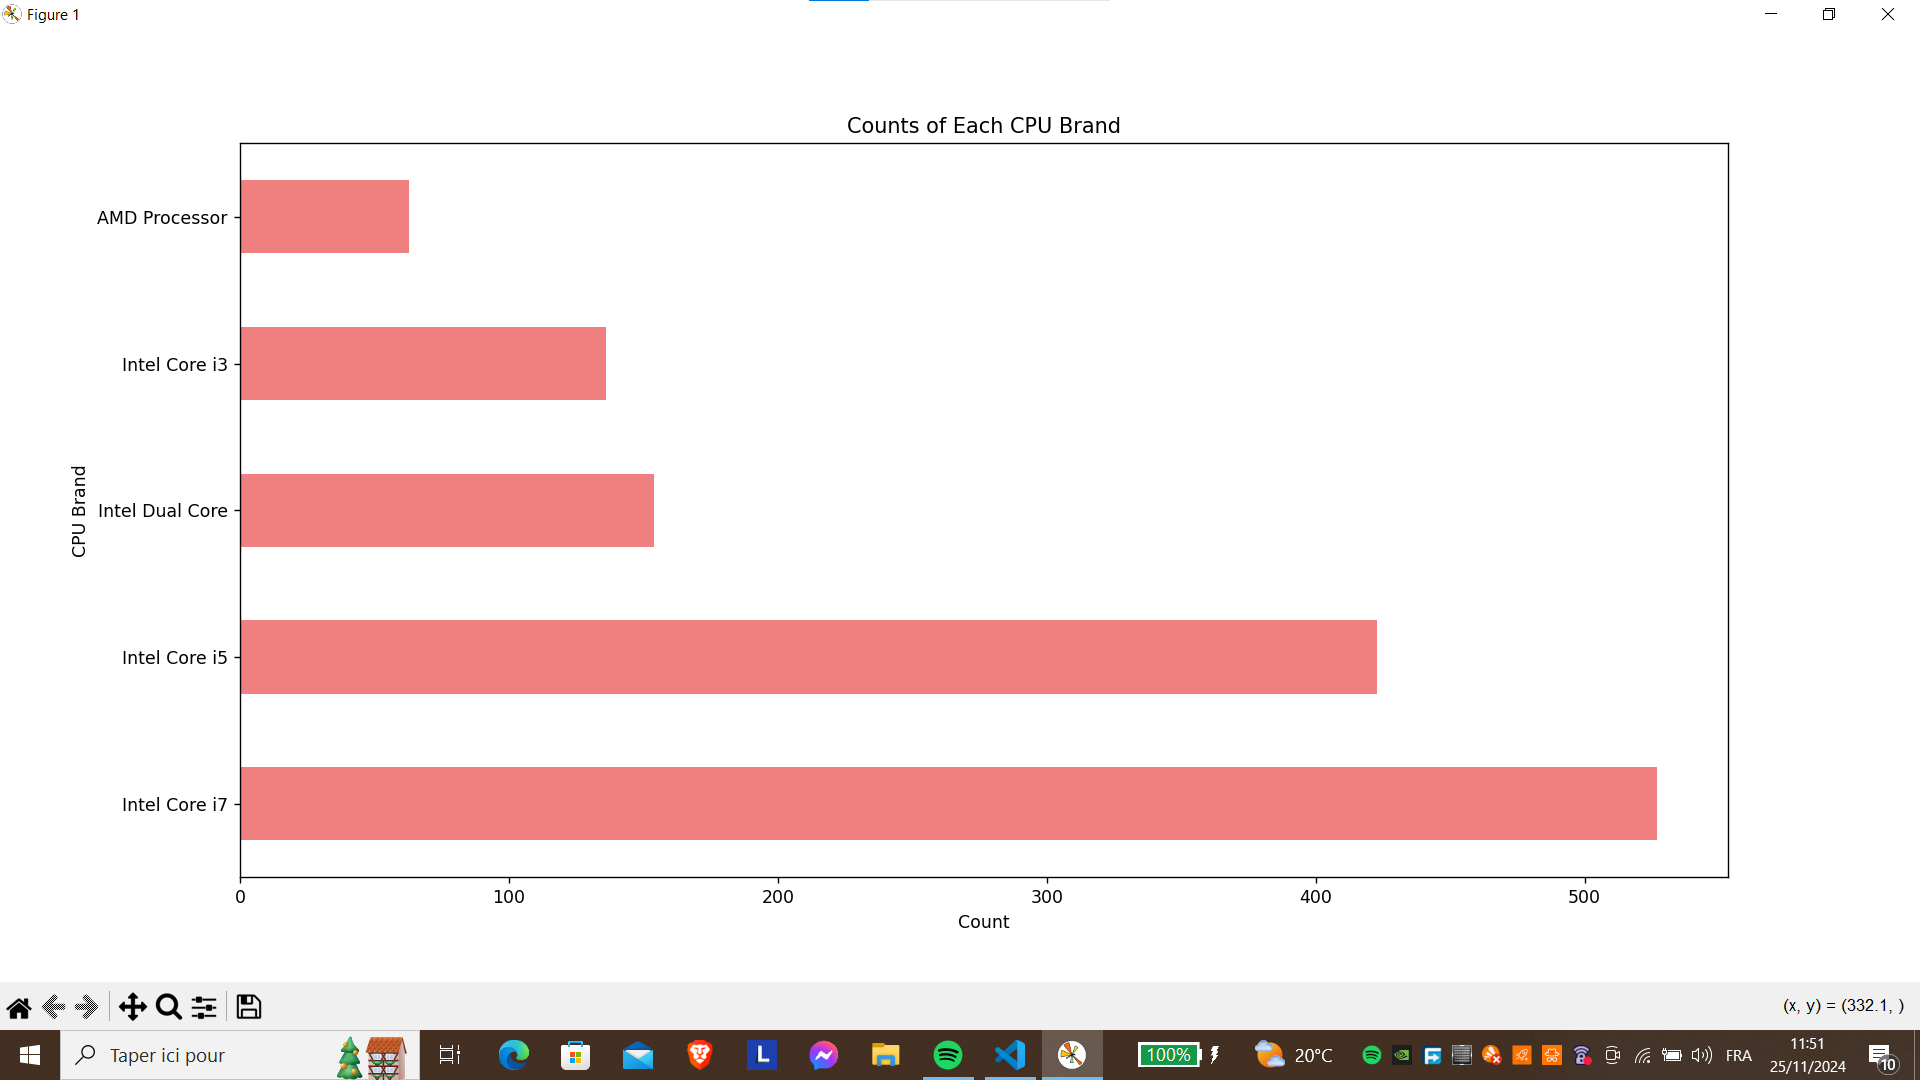 Figure 1
Counts of Each CPU Brand
AMD Processor
Intel Core i3
Intel Dual Core
Intel Core i5
Intel Core i7
CPU Brand
0 100 200 300 400 500
Count
(x, y) = (332.1, )
Taper ici pour
L
100%
20°C
FRA
11:51
25/11/2024
10